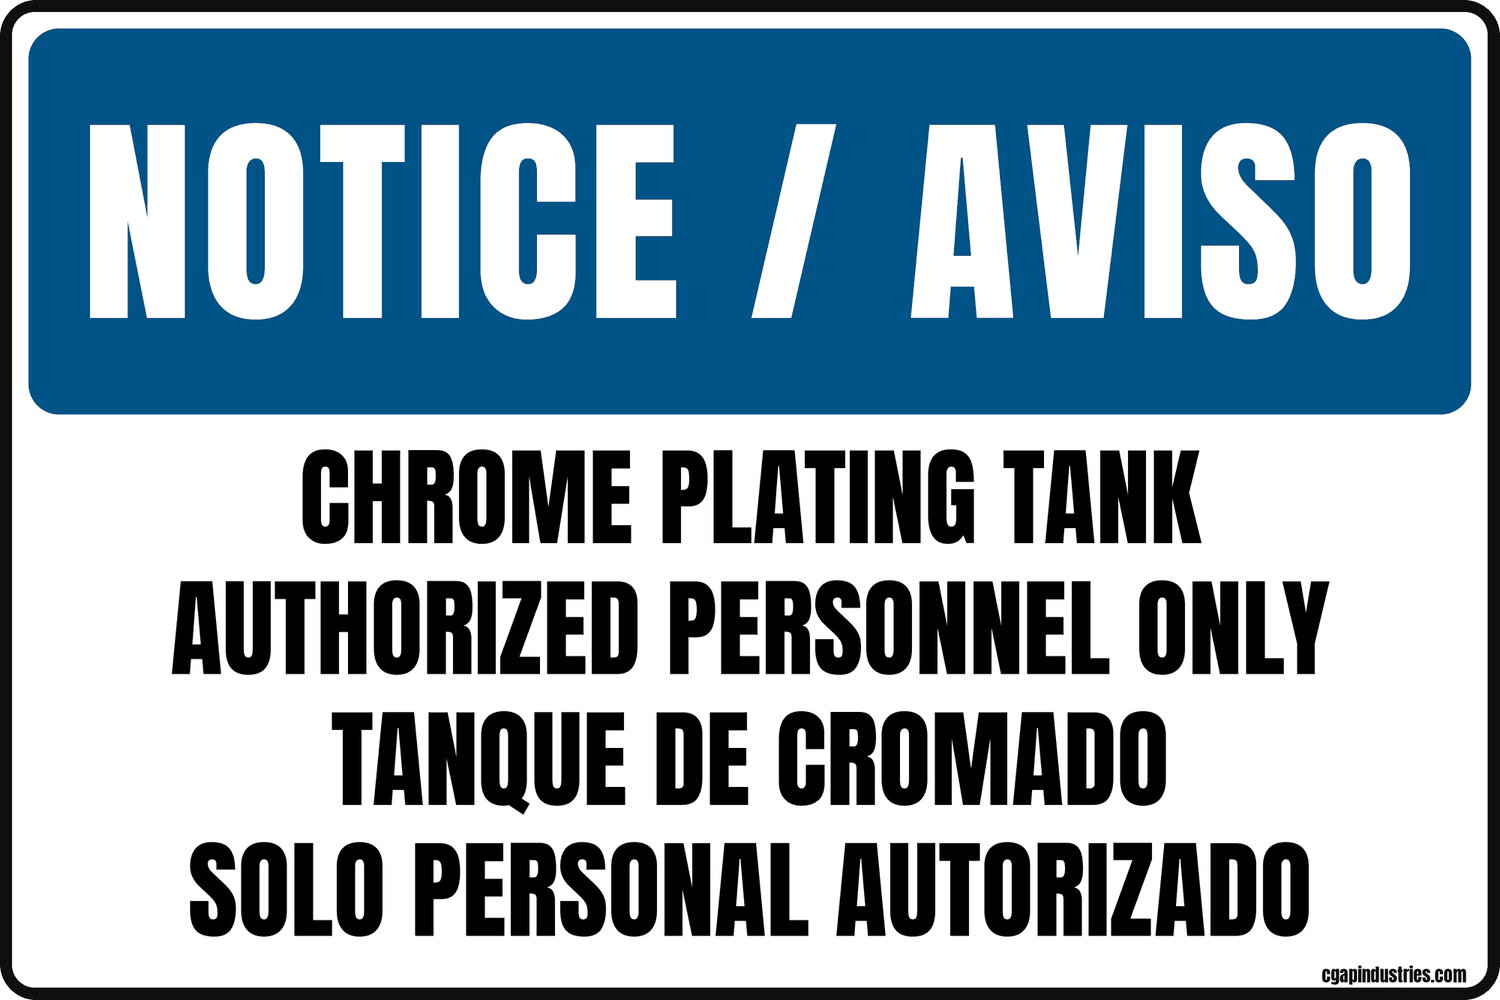 NOTICE / AVISO
CHROME PLATING TANK
AUTHORIZED PERSONNEL ONLY
TANQUE DE CROMADO
SOLO PERSONAL AUTORIZADO
cgapindustries.com